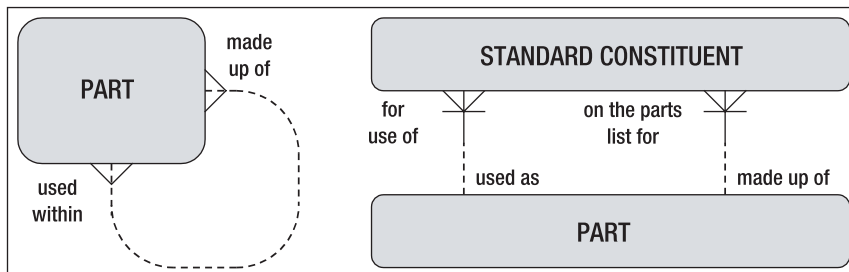 PART
made
up of
used
within
STANDARD CONSTITUENT
for
use of
on the parts
list for
used as
made up of
PART